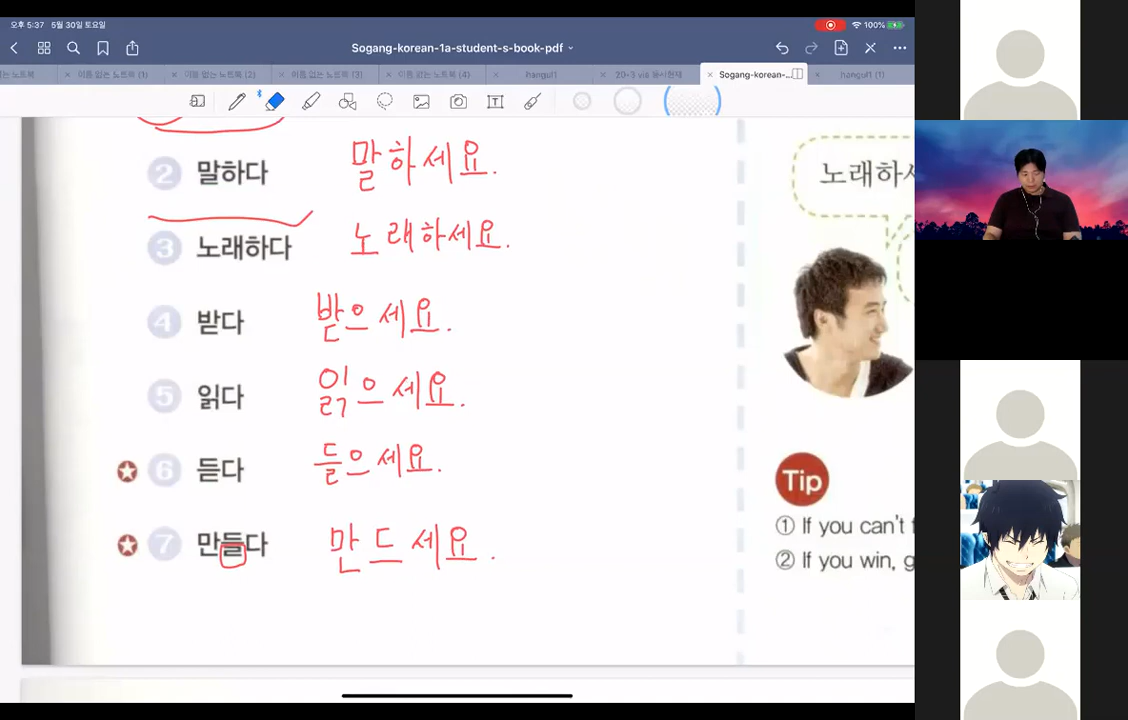 오후 5:37 5월 30일 토요일
100%
Sogang-korean-1a-student-s-book-pdf
이름 없는 노트북 (1) 이름 없는 노트북 (2) 이름 없는 노트북 (3) 이름 없는 노트북 (4) hangul1 Sogang-korean-... hangul1 (1)
2 말하다 말하세요.
3 노래하다 노래하세요.
4 받다 받으세요.
5 읽다 읽으세요.
6 듣다 들으세요.
7 만들다 만드세요.
노래하
Tip
① If you can't
② If you win, g